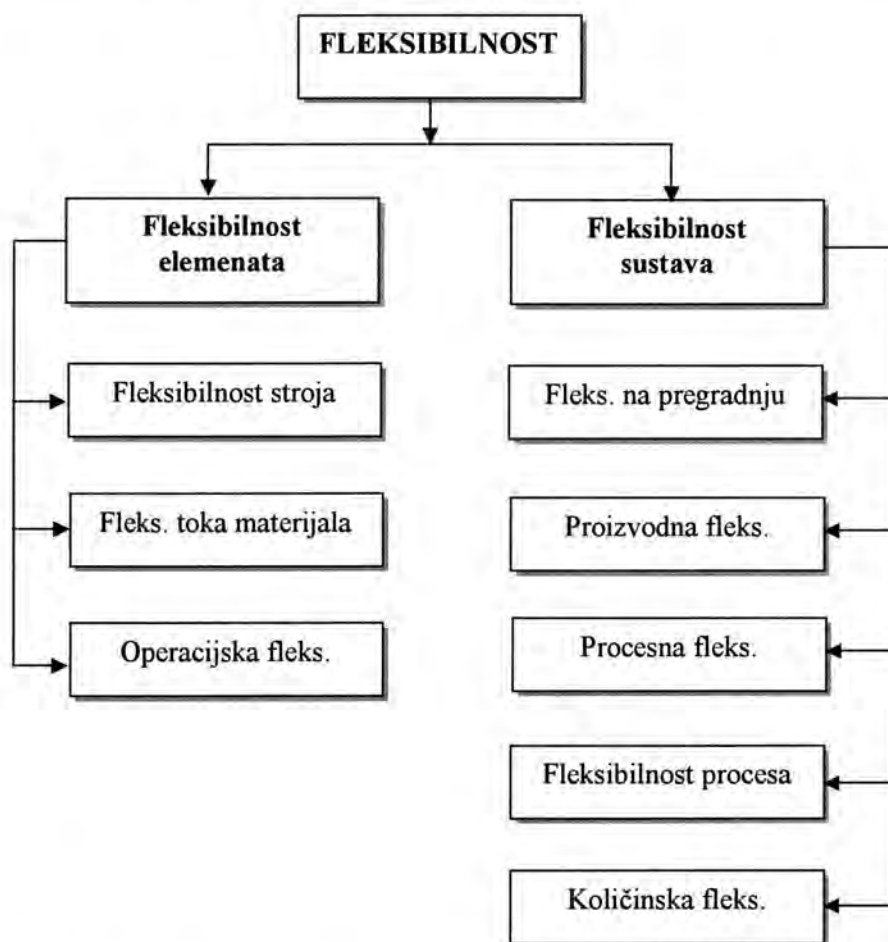 FLEKSIBILNOST
Fleksibilnost
elemenata
Fleksibilnost stroja
Fleks. toka materijala
Operacijska fleks.
Fleksibilnost
sustava
Fleks. na pregradnju
Proizvodna fleks.
Procesna fleks.
Fleksibilnost procesa
Količinska fleks.